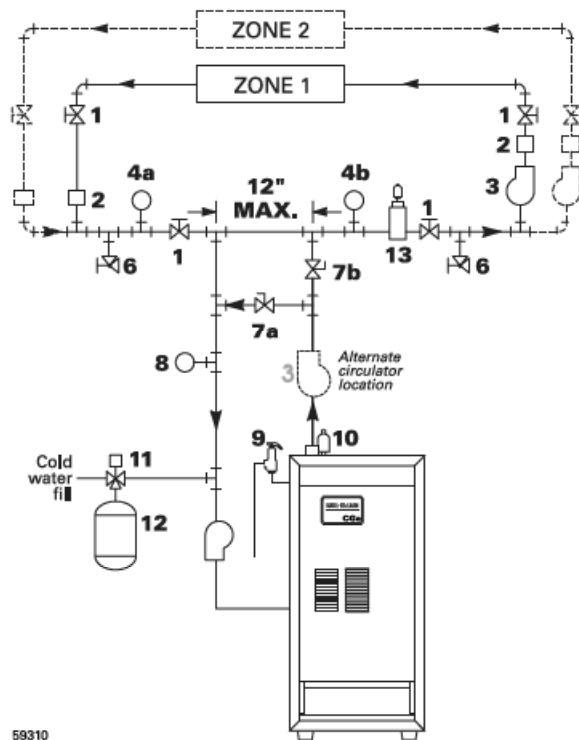 ZONE 2
ZONE 1
1
1
2
2
3
4a
4b
12"
MAX.
1
1
13
6
6
7b
7a
8
3
Alternate
circulator
location
9
10
11
Cold
water
fill
12
CGa
59310